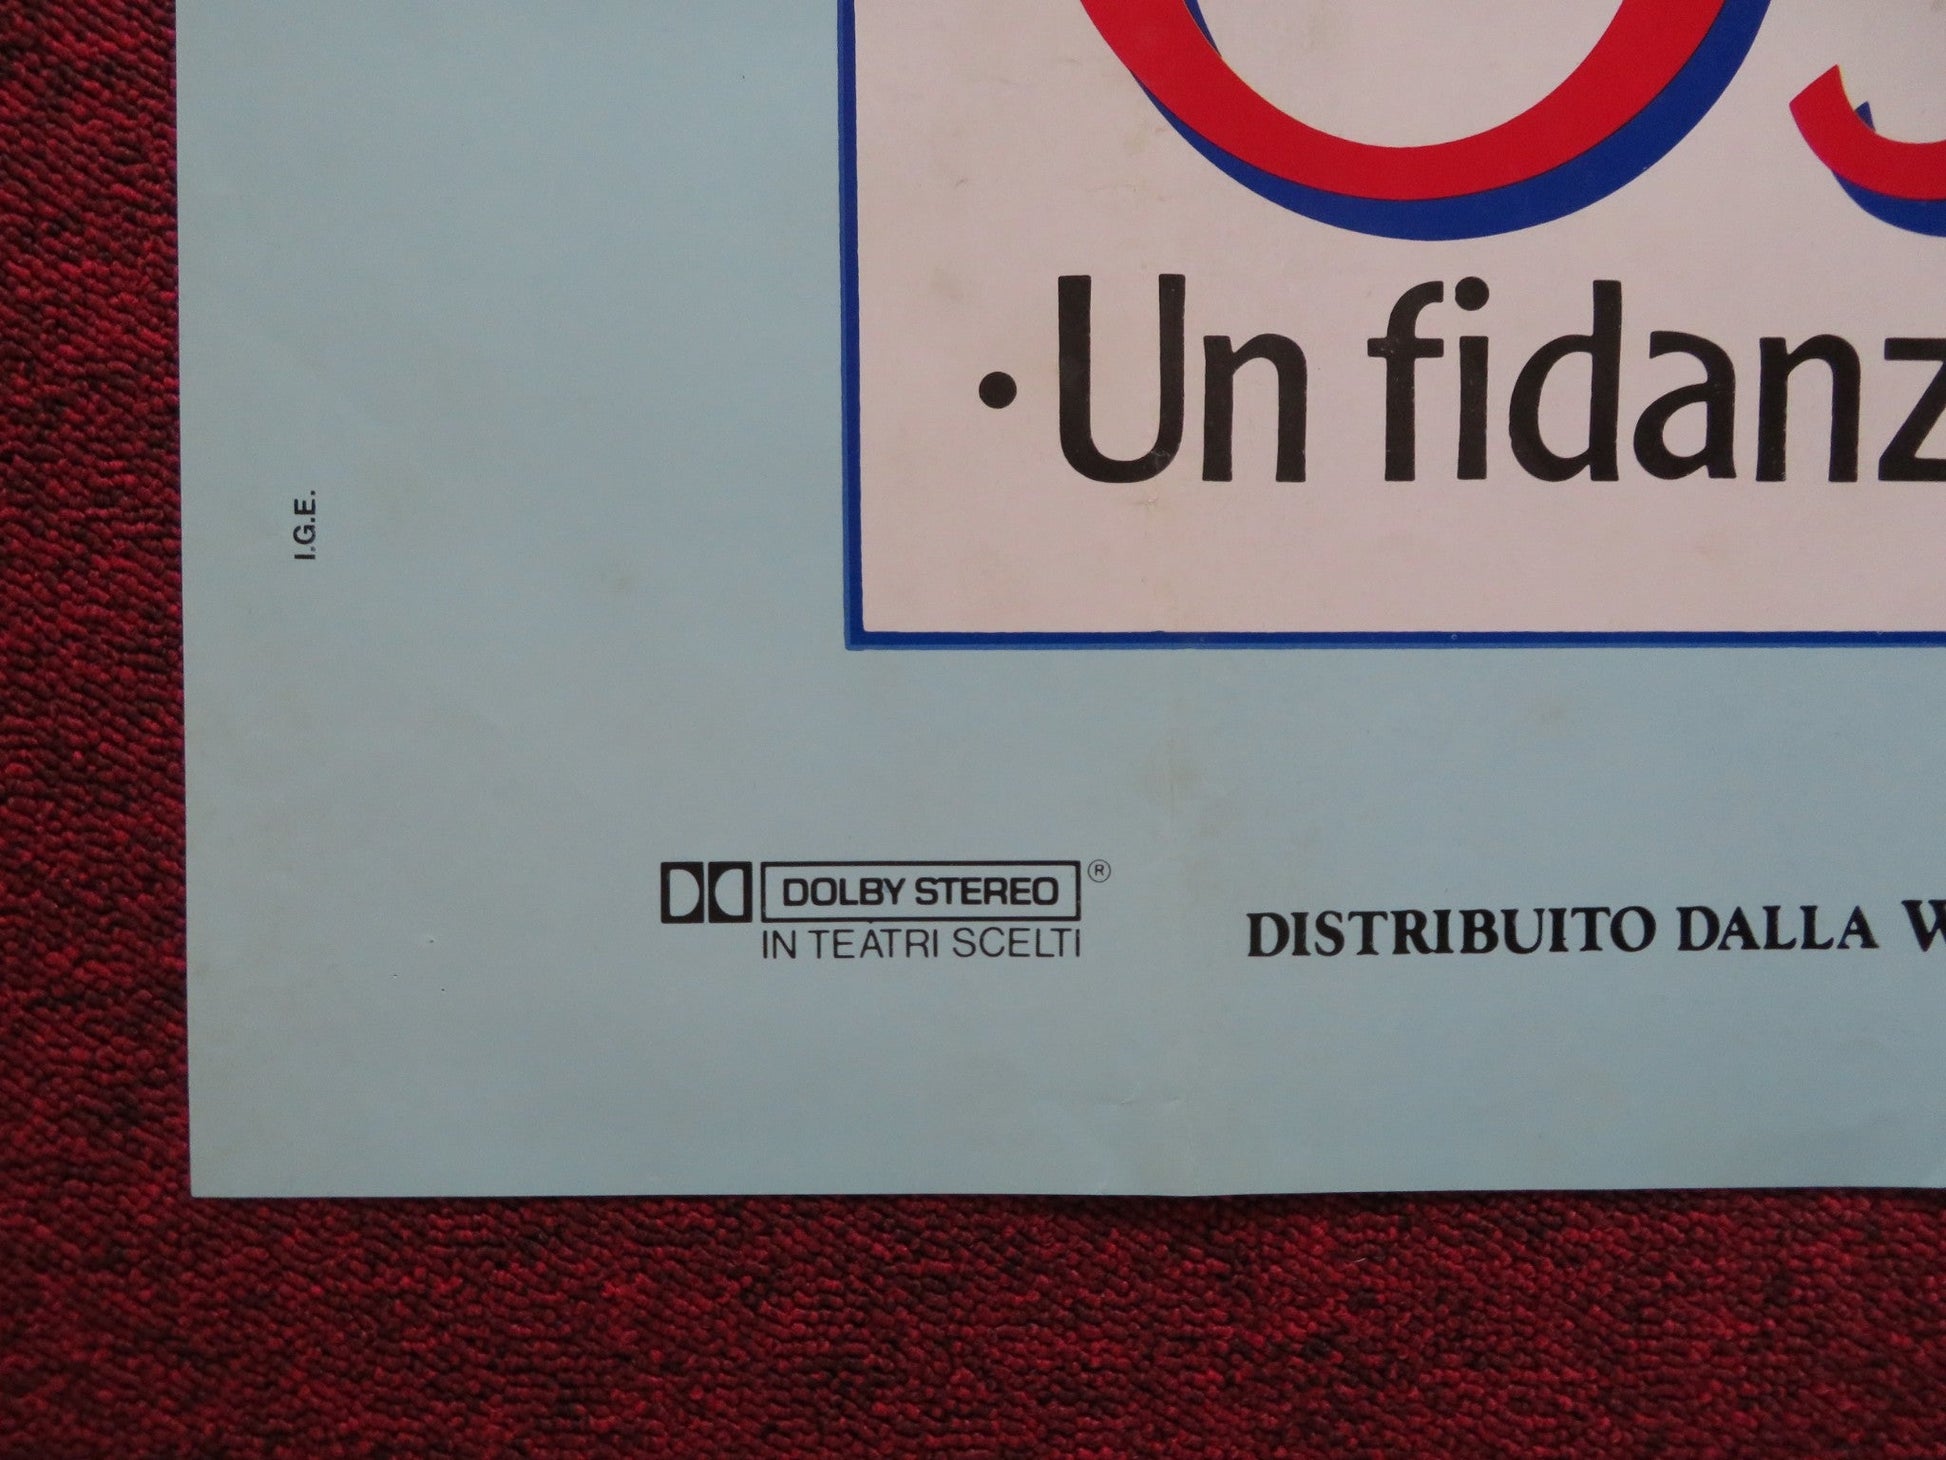 · Un fidanz
I.G.E.
DOLBY STEREO ®
IN TEATRI SCELTI
DISTRIBUITO DALLA W